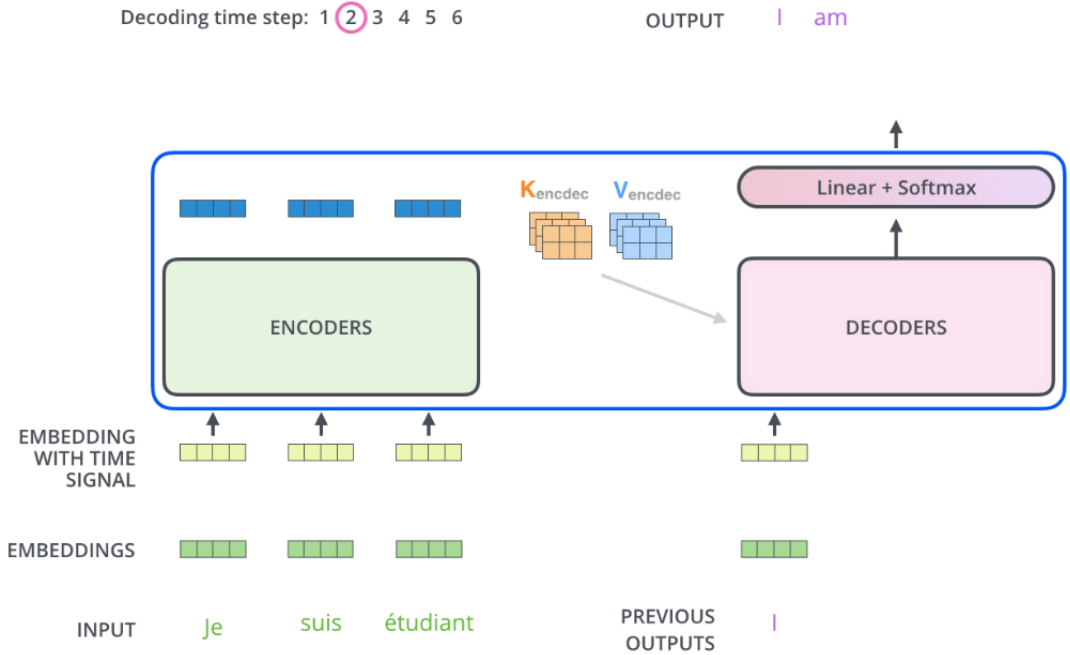 Decoding time step: 1 2 3 4 5 6
OUTPUT I am
Kencdec Vencdec
Linear + Softmax
ENCODERS
DECODERS
EMBEDDING
WITH TIME
SIGNAL
EMBEDDINGS
INPUT Je suis étudiant
PREVIOUS
OUTPUTS
I